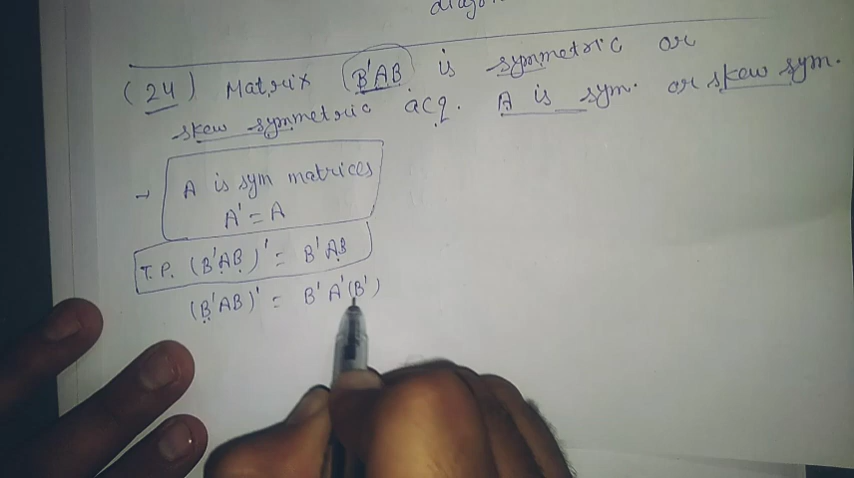 (24) Matrix B'AB is symmetric or
skew symmetric acq. A is sym. or skew sym.
→ A is sym matrices
A' = A
T.P. (B'AB)' = B'AB
(B'AB)' = B'A'(B')